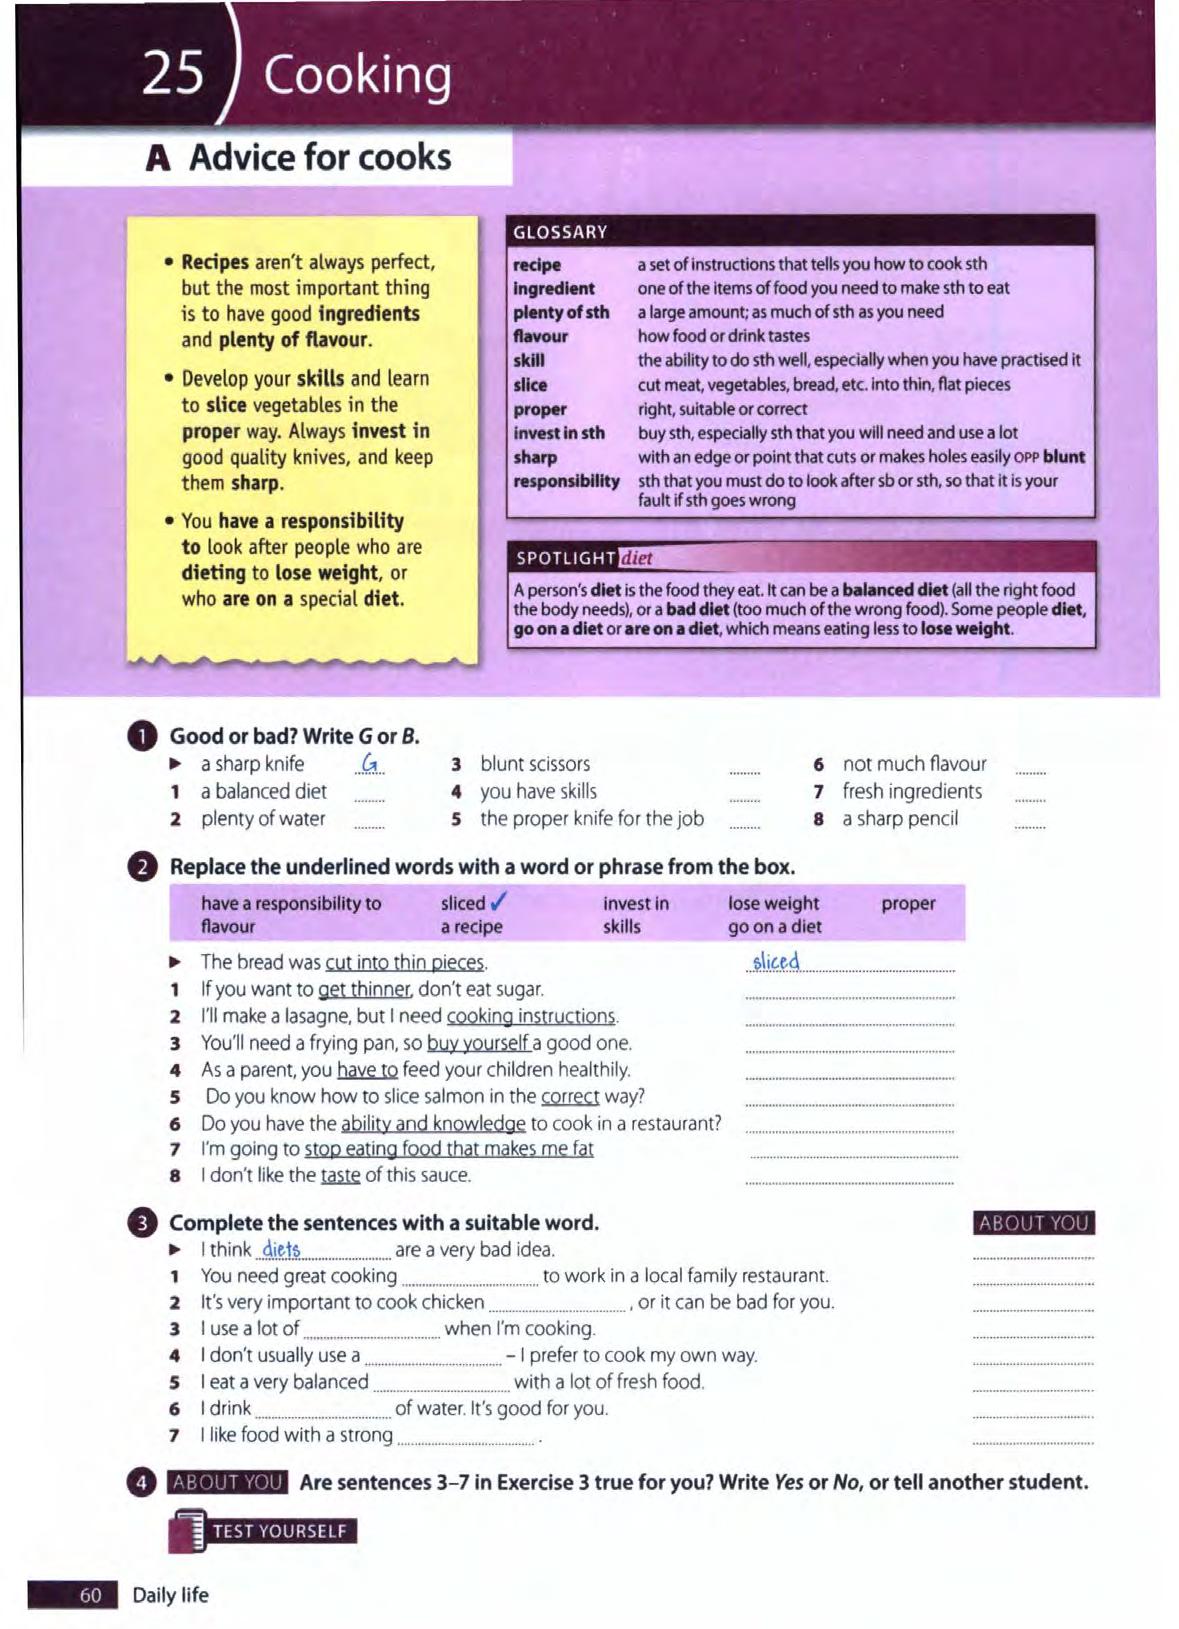 25 Cooking
A Advice for cooks
• Recipes aren't always perfect,
but the most important thing
is to have good ingredients
and plenty of flavour.
• Develop your skills and learn
to slice vegetables in the
proper way. Always invest in
good quality knives, and keep
them sharp.
• You have a responsibility
to look after people who are
dieting to lose weight, or
who are on a special diet.
GLOSSARY
recipe a set of instructions that tells you how to cook sth
ingredient one of the items of food you need to make sth to eat
plenty of sth a large amount; as much of sth as you need
flavour how food or drink tastes
skill the ability to do sth well, especially when you have practised it
slice cut meat, vegetables, bread, etc. into thin, flat pieces
proper right, suitable or correct
invest in sth buy sth, especially sth that you will need and use a lot
sharp with an edge or point that cuts or makes holes easily OPP blunt
responsibility sth that you must do to look after sb or sth, so that it is your
fault if sth goes wrong
SPOTLIGHT diet
A person's diet is the food they eat. It can be a balanced diet (all the right food
the body needs), or a bad diet (too much of the wrong food). Some people diet,
go on a diet or are on a diet, which means eating less to lose weight.
1 Good or bad? Write G or B.
▶ a sharp knife G 3 blunt scissors ........ 6 not much flavour ........
1 a balanced diet ........ 4 you have skills ........ 7 fresh ingredients ........
2 plenty of water ........ 5 the proper knife for the job ........ 8 a sharp pencil ........
2 Replace the underlined words with a word or phrase from the box.
have a responsibility to sliced ✓ invest in lose weight proper
flavour a recipe skills go on a diet
▶ The bread was cut into thin pieces. sliced
1 If you want to get thinner, don't eat sugar.
2 I'll make a lasagne, but I need cooking instructions.
3 You'll need a frying pan, so buy yourself a good one.
4 As a parent, you have to feed your children healthily.
5 Do you know how to slice salmon in the correct way?
6 Do you have the ability and knowledge to cook in a restaurant?
7 I'm going to stop eating food that makes me fat
8 I don't like the taste of this sauce.
3 Complete the sentences with a suitable word. ABOUT YOU
▶ I think diets are a very bad idea.
1 You need great cooking ........ to work in a local family restaurant.
2 It's very important to cook chicken ........ , or it can be bad for you.
3 I use a lot of ........ when I'm cooking.
4 I don't usually use a ........ – I prefer to cook my own way.
5 I eat a very balanced ........ with a lot of fresh food.
6 I drink ........ of water. It's good for you.
7 I like food with a strong ........ .
4 ABOUT YOU Are sentences 3–7 in Exercise 3 true for you? Write Yes or No, or tell another student.
TEST YOURSELF
60 Daily life